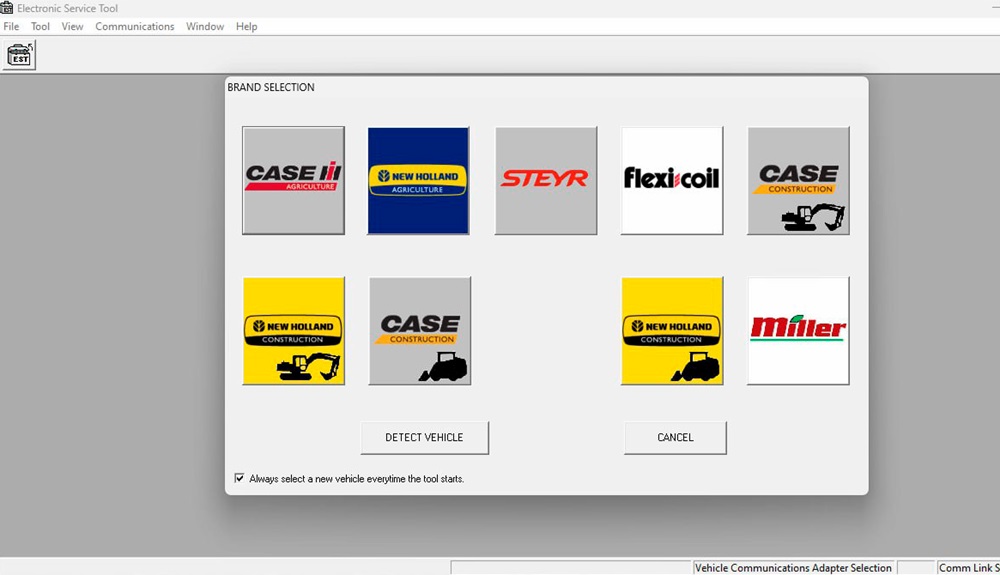 Electronic Service Tool
File Tool View Communications Window Help
EST
BRAND SELECTION
CASE IH
AGRICULTURE
NEW HOLLAND
AGRICULTURE
STEYR
flexi-coil
CASE
CONSTRUCTION
NEW HOLLAND
CONSTRUCTION
CASE
CONSTRUCTION
NEW HOLLAND
CONSTRUCTION
Miller
DETECT VEHICLE
CANCEL
Always select a new vehicle everytime the tool starts.
Vehicle Communications Adapter Selection
Comm Link S